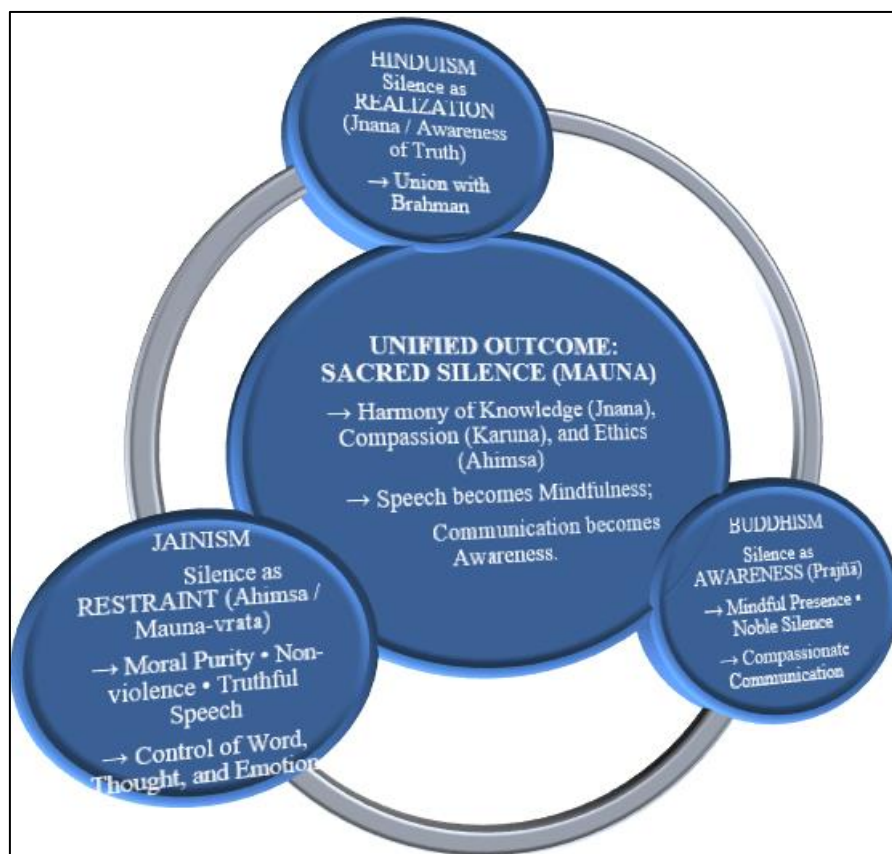 HINDUISM
Silence as
REALIZATION
(Jnana / Awareness
of Truth)
→ Union with
Brahman
UNIFIED OUTCOME:
SACRED SILENCE (MAUNA)
→ Harmony of Knowledge (Jnana),
Compassion (Karuna), and Ethics
(Ahimsa)
→ Speech becomes Mindfulness;
Communication becomes
Awareness.
JAINISM
Silence as
RESTRAINT (Ahimsa /
Mauna-vrata)
→ Moral Purity • Non-
violence • Truthful
Speech
→ Control of Word,
Thought, and Emotion
BUDDHISM
Silence as
AWARENESS (Prajñā)
→ Mindful Presence •
Noble Silence
→ Compassionate
Communication